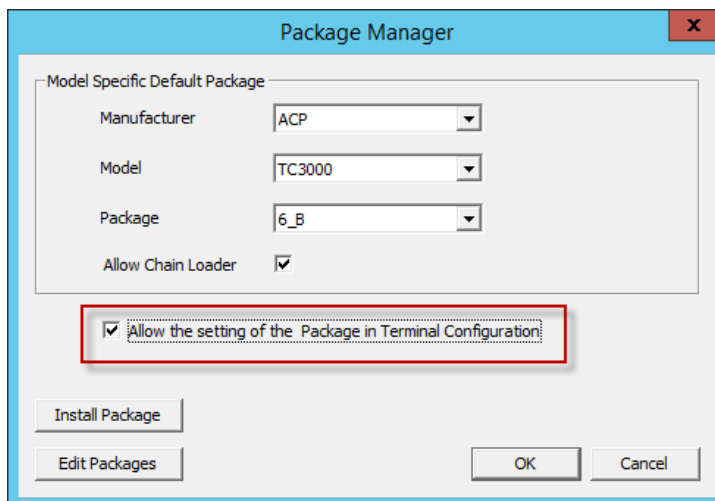 Package Manager
x
Model Specific Default Package
Manufacturer
ACP
Model
TC3000
Package
6_B
Allow Chain Loader
Allow the setting of the Package in Terminal Configuration
Install Package
Edit Packages
OK
Cancel